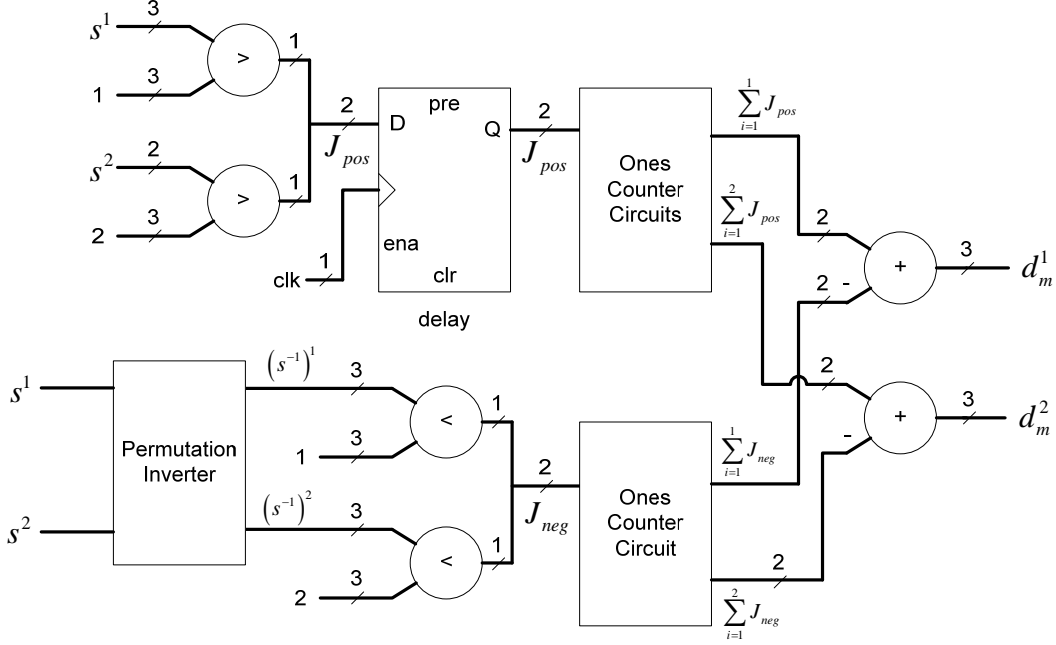 s^1
3
>
1
1
3
s^2
2
>
1
2
3
2
J_pos
D
pre
Q
ena
clr
clk
1
delay
2
J_pos
Ones
Counter
Circuits
∑_{i=1}^{1} J_pos
∑_{i=1}^{2} J_pos
2
2
-
+
3
d_m^1
2
-
+
3
d_m^2
s^1
s^2
Permutation
Inverter
(s^{-1})^1
3
<
1
1
3
(s^{-1})^2
3
<
1
2
3
2
J_neg
Ones
Counter
Circuit
∑_{i=1}^{1} J_neg
2
∑_{i=1}^{2} J_neg